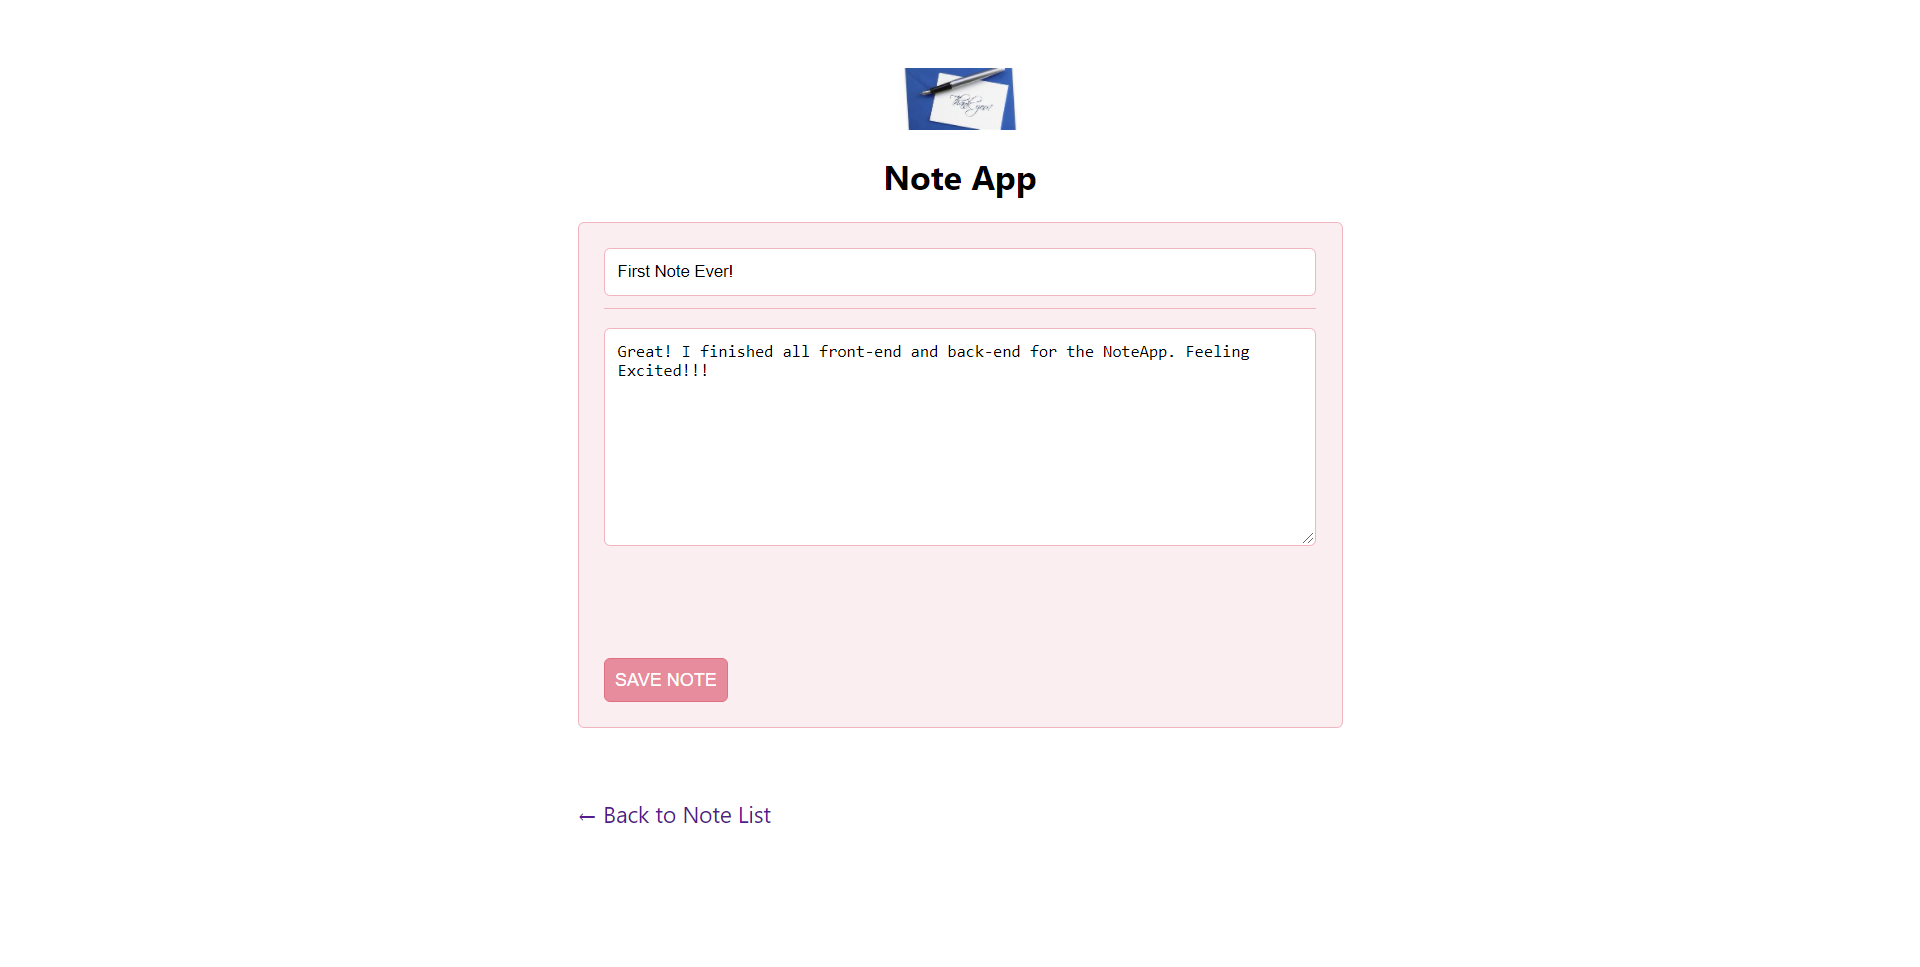 Thank you!
Note App
First Note Ever!
Great! I finished all front-end and back-end for the NoteApp. Feeling
Excited!!!
SAVE NOTE
← Back to Note List